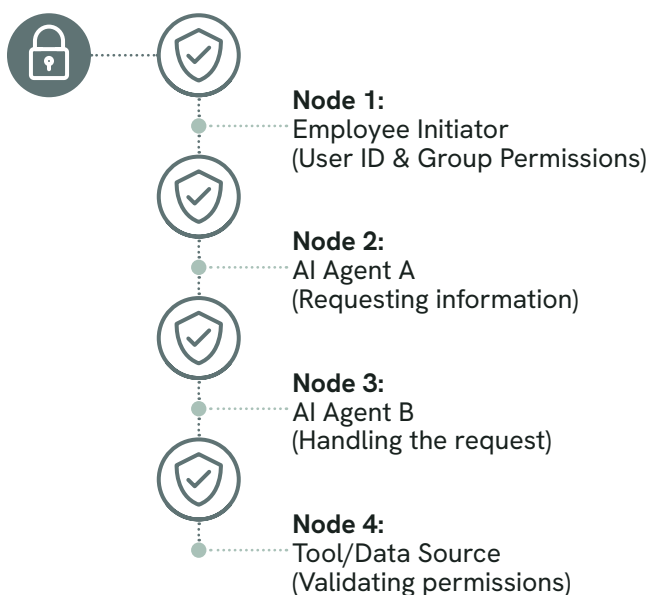 Node 1:
Employee Initiator
(User ID & Group Permissions)
Node 2:
AI Agent A
(Requesting information)
Node 3:
AI Agent B
(Handling the request)
Node 4:
Tool/Data Source
(Validating permissions)